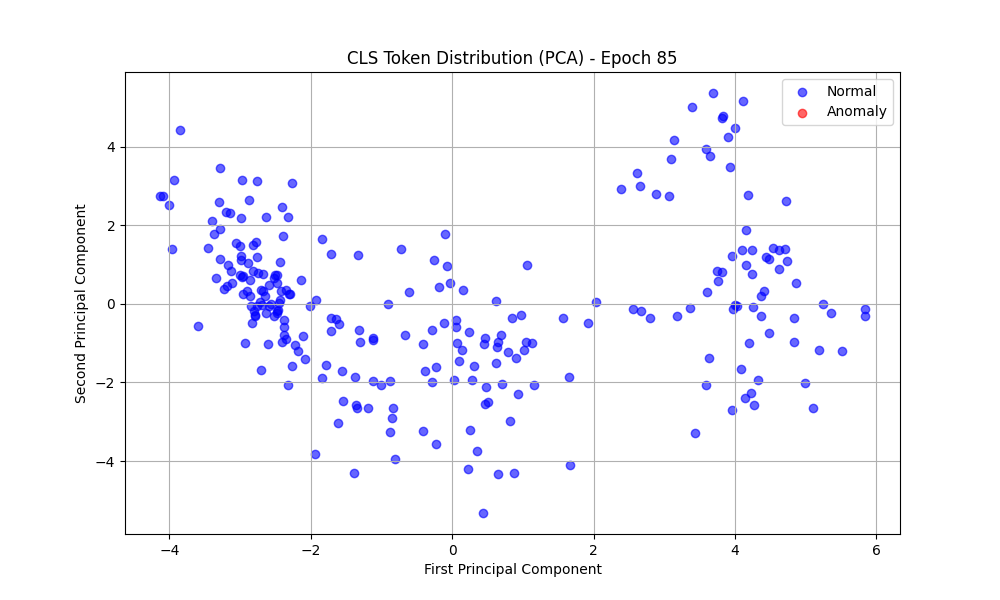 CLS Token Distribution (PCA) - Epoch 85
Normal
Anomaly
Second Principal Component
4
2
0
−2
−4
−4
−2
0
2
4
6
First Principal Component